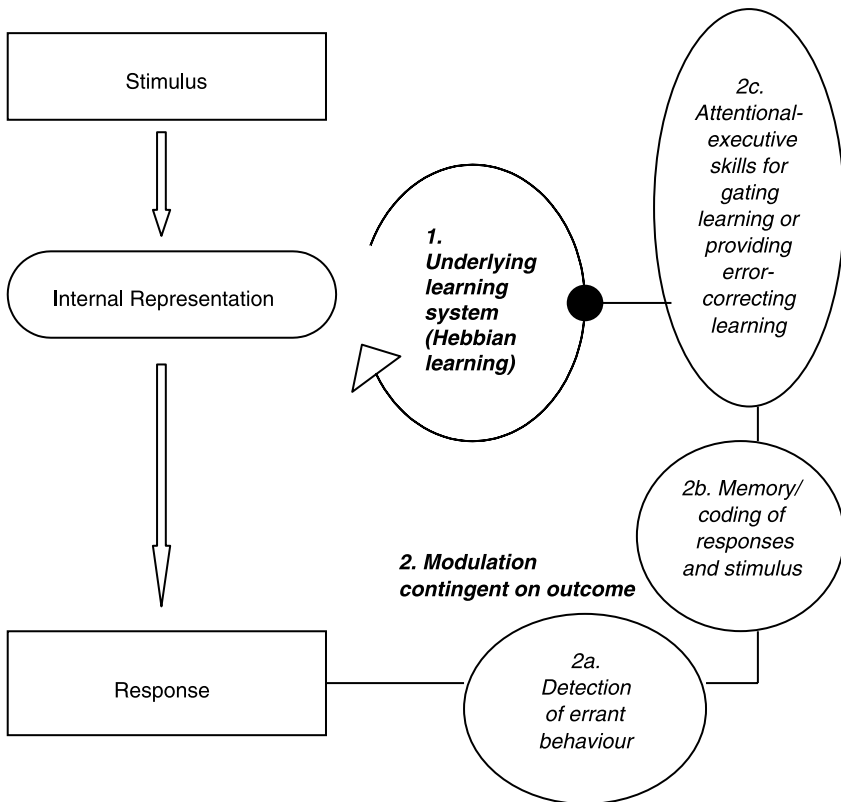 Stimulus
Internal Representation
Response
1.
Underlying
learning
system
(Hebbian
learning)
2. Modulation
contingent on outcome
2a.
Detection
of errant
behaviour
2b. Memory/
coding of
responses
and stimulus
2c.
Attentional-
executive
skills for
gating
learning or
providing
error-
correcting
learning